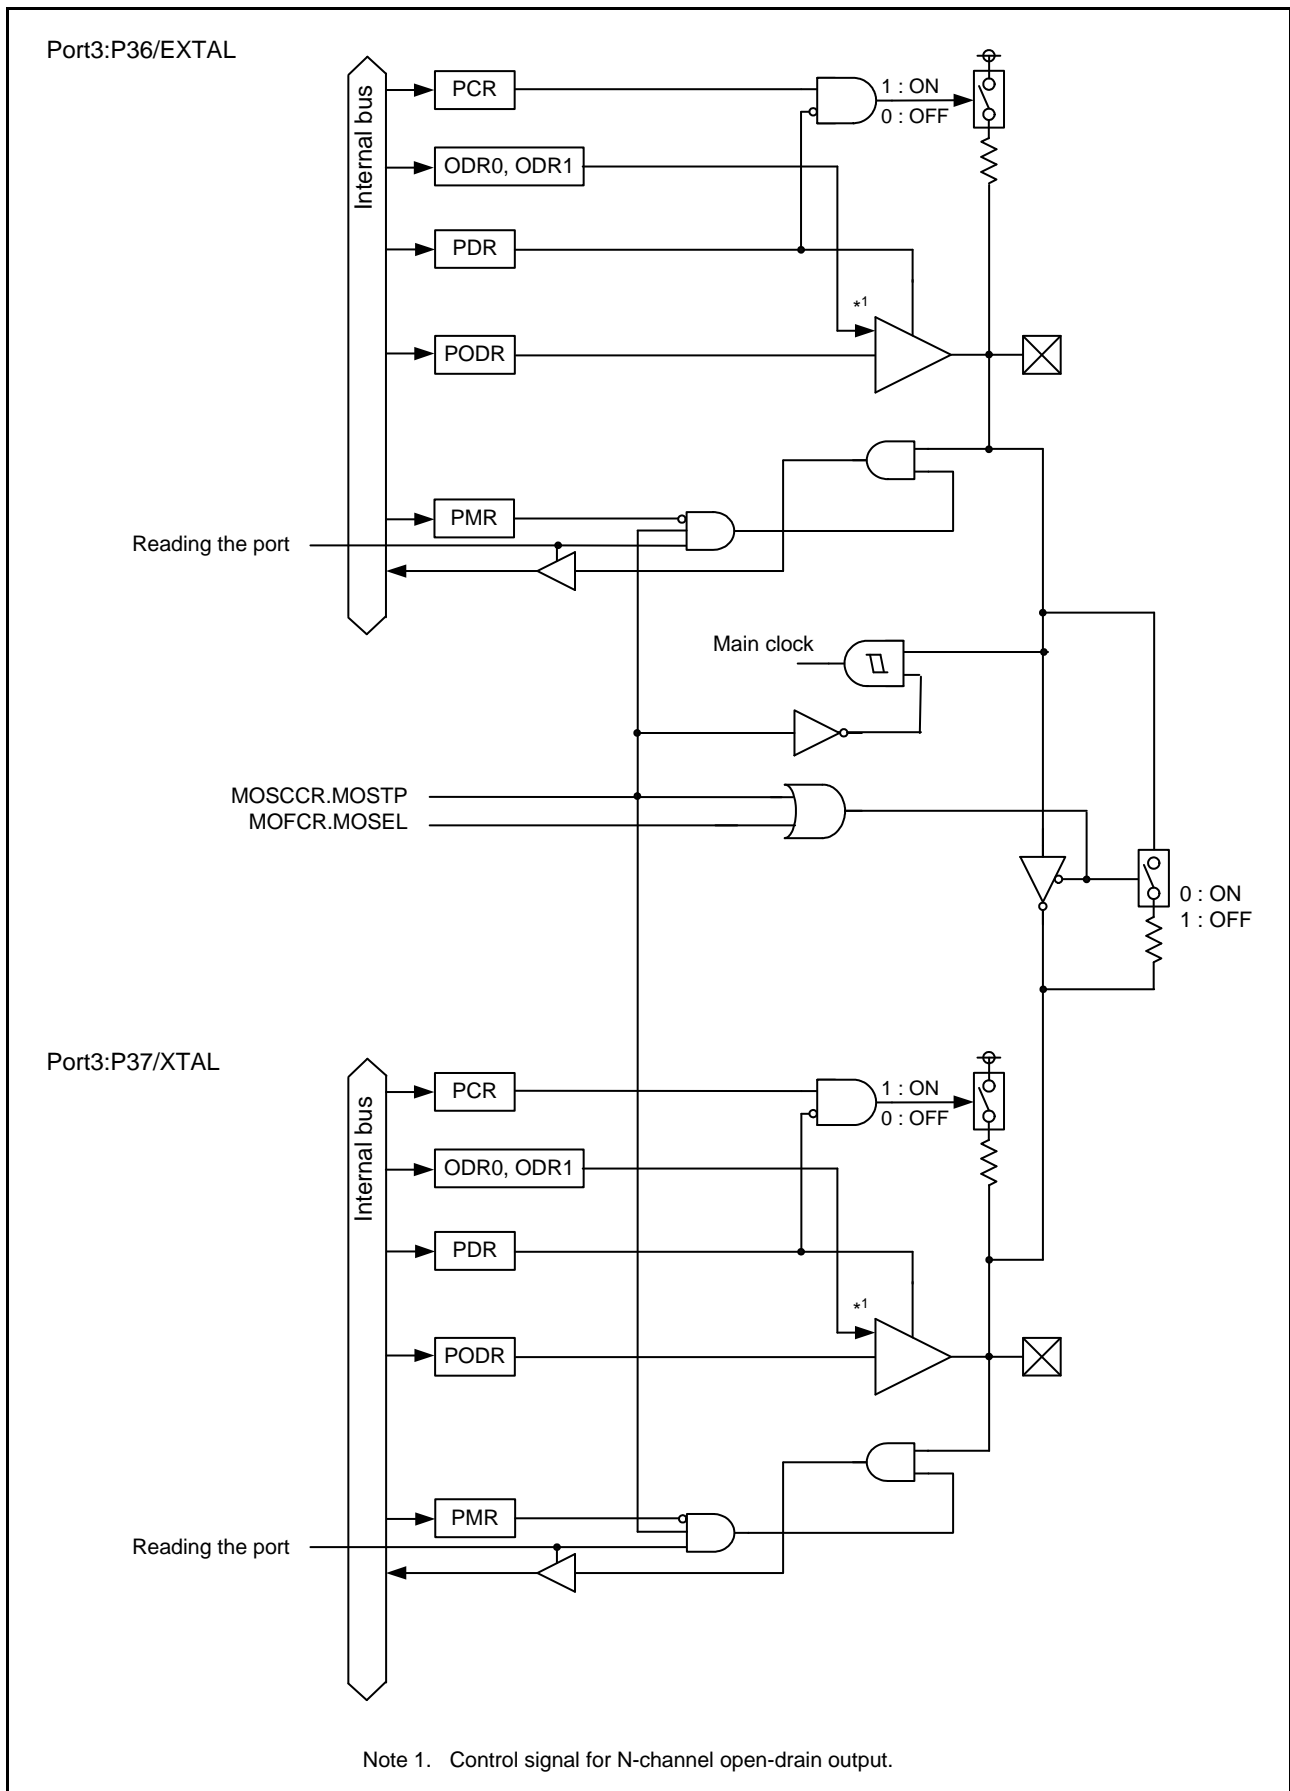 Port3:P36/EXTAL
Internal bus
PCR
1 : ON
0 : OFF
ODR0, ODR1
PDR
*1
PODR
PMR
Reading the port
Main clock
MOSCCR.MOSTP
MOFCR.MOSEL
0 : ON
1 : OFF
Port3:P37/XTAL
Internal bus
PCR
1 : ON
0 : OFF
ODR0, ODR1
PDR
*1
PODR
PMR
Reading the port
Note 1. Control signal for N-channel open-drain output.